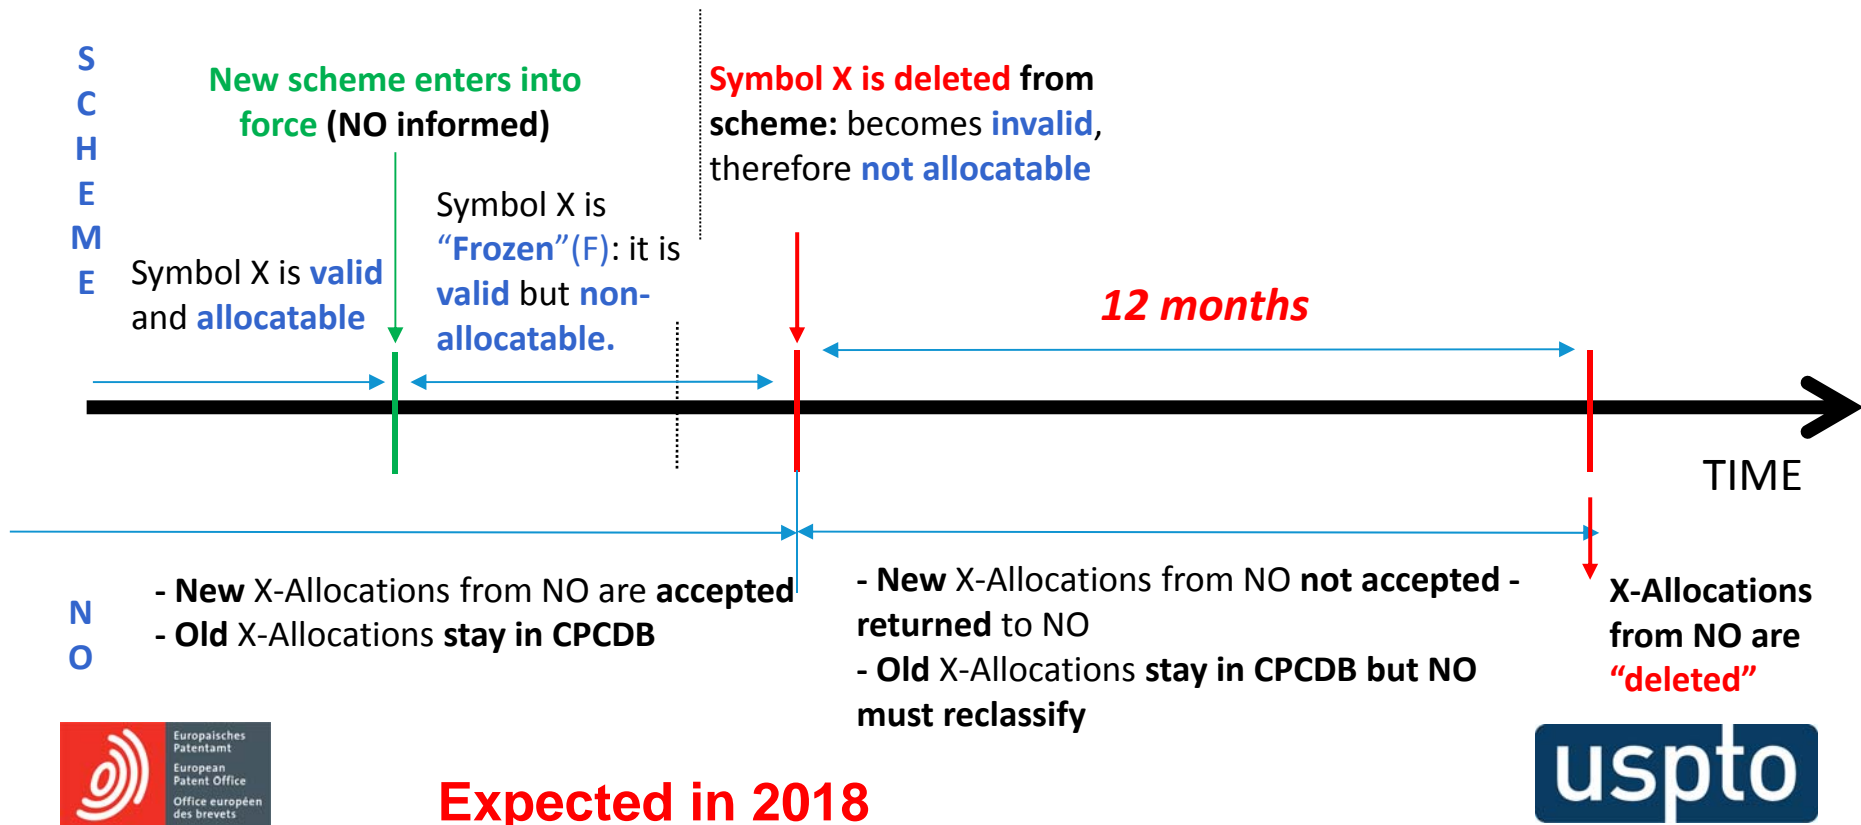 SCHEME
New scheme enters into
force (NO informed)
Symbol X is valid
and allocatable
Symbol X is
“Frozen”(F): it is
valid but non-
allocatable.
Symbol X is deleted from
scheme: becomes invalid,
therefore not allocatable
12 months
TIME
NO
- New X-Allocations from NO are accepted
- Old X-Allocations stay in CPCDB
- New X-Allocations from NO not accepted -
returned to NO
- Old X-Allocations stay in CPCDB but NO
must reclassify
X-Allocations
from NO are
“deleted”
Europäisches
Patentamt
European
Patent Office
Office européen
des brevets
Expected in 2018
uspto